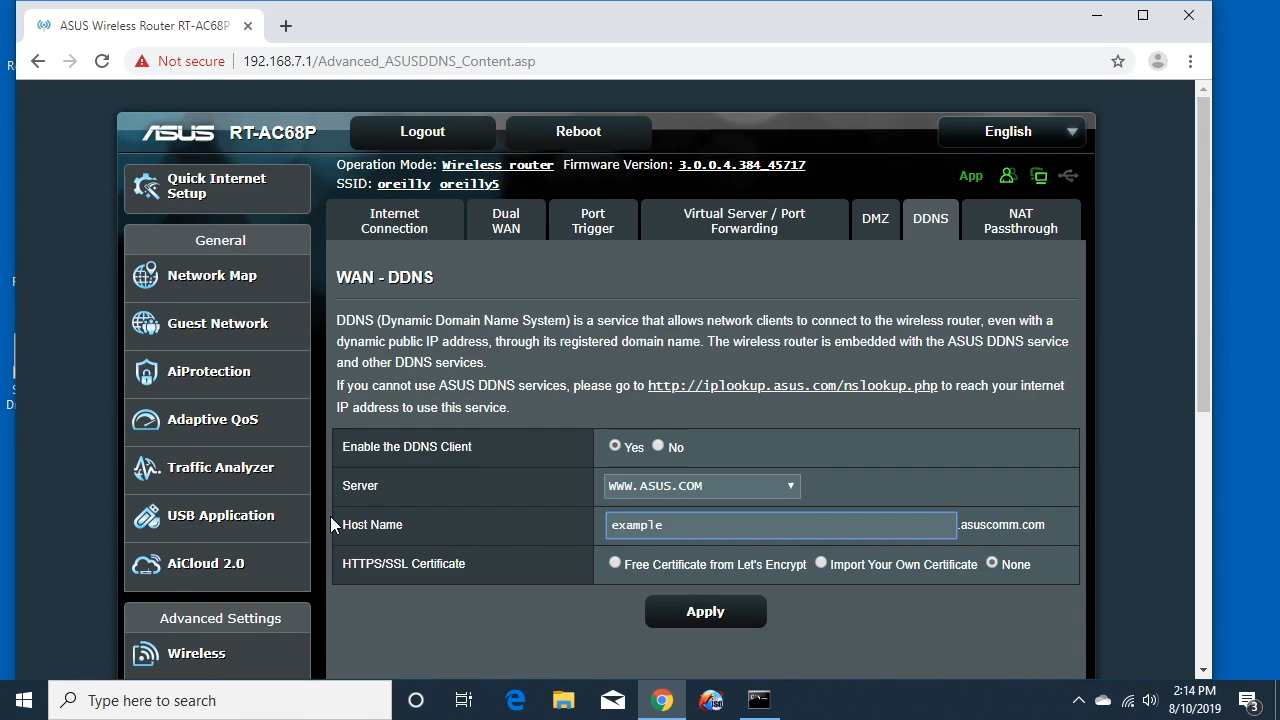 ASUS Wireless Router RT-AC68P
Not secure
192.168.7.1/Advanced_ASUSDDNS_Content.asp
ASUS RT-AC68P
Logout
Reboot
English
Operation Mode: Wireless router Firmware Version: 3.0.0.4.384_45717
SSID: oreilly oreilly5
App
Quick Internet
Setup
General
Network Map
Guest Network
AiProtection
Adaptive QoS
Traffic Analyzer
USB Application
AiCloud 2.0
Advanced Settings
Wireless
Internet
Connection
Dual
WAN
Port
Trigger
Virtual Server / Port
Forwarding
DMZ
DDNS
NAT
Passthrough
WAN - DDNS
DDNS (Dynamic Domain Name System) is a service that allows network clients to connect to the wireless router, even with a
dynamic public IP address, through its registered domain name. The wireless router is embedded with the ASUS DDNS service
and other DDNS services.
If you cannot use ASUS DDNS services, please go to http://iplookup.asus.com/nslookup.php to reach your internet
IP address to use this service.
Enable the DDNS Client Yes No
Server WWW.ASUS.COM
Host Name example .asuscomm.com
HTTPS/SSL Certificate Free Certificate from Let's Encrypt Import Your Own Certificate None
Apply
Type here to search
2:14 PM
8/10/2019
3